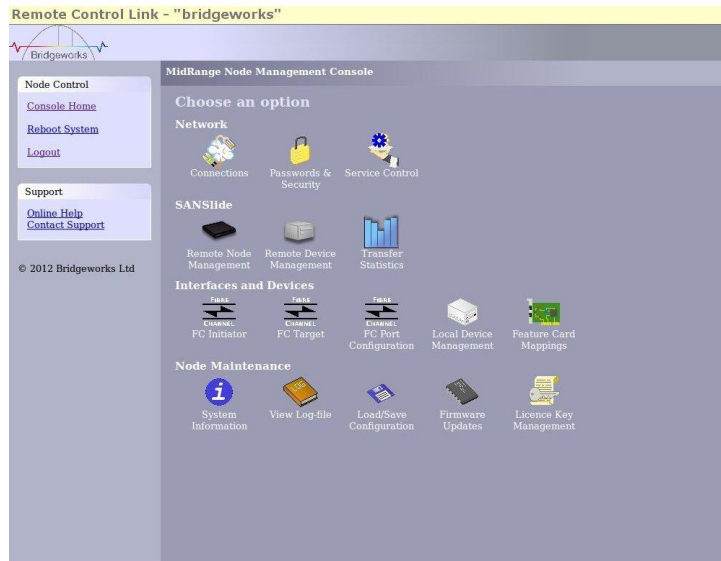 Remote Control Link - "bridgeworks"
Bridgeworks
MidRange Node Management Console
Node Control
Console Home
Reboot System
Logout
Support
Online Help
Contact Support
© 2012 Bridgeworks Ltd
Choose an option
Network
Connections
Passwords &
Security
Service Control
SANSlide
Remote Node
Management
Remote Device
Management
Transfer
Statistics
Interfaces and Devices
FIBRE
CHANNEL
FC Initiator
FIBRE
CHANNEL
FC Target
FIBRE
CHANNEL
FC Port
Configuration
Local Device
Management
Feature Card
Mappings
Node Maintenance
i
System
Information
LOG
View Log-file
Load/Save
Configuration
Firmware
Updates
Licence Key
Management